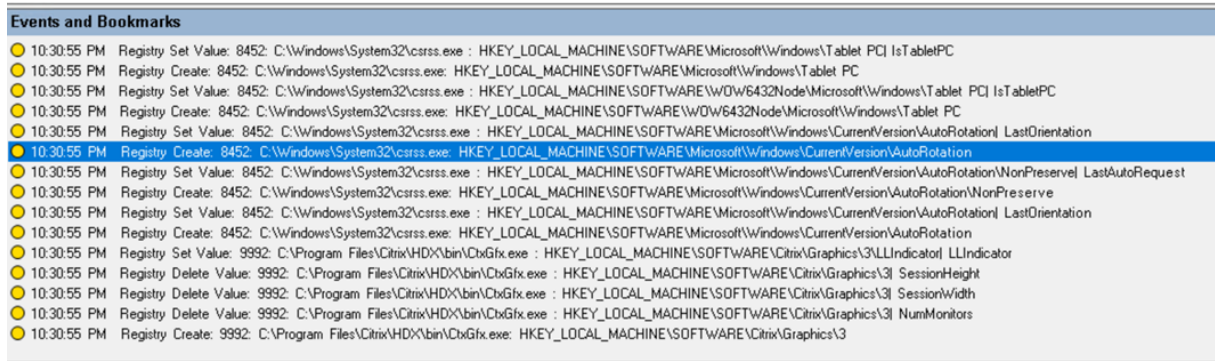 Events and Bookmarks
10:30:55 PM Registry Set Value: 8452: C:\Windows\System32\csrss.exe : HKEY_LOCAL_MACHINE\SOFTWARE\Microsoft\Windows\Tablet PC| IsTabletPC
10:30:55 PM Registry Create: 8452: C:\Windows\System32\csrss.exe: HKEY_LOCAL_MACHINE\SOFTWARE\Microsoft\Windows\Tablet PC
10:30:55 PM Registry Set Value: 8452: C:\Windows\System32\csrss.exe : HKEY_LOCAL_MACHINE\SOFTWARE\WOW6432Node\Microsoft\Windows\Tablet PC| IsTabletPC
10:30:55 PM Registry Create: 8452: C:\Windows\System32\csrss.exe: HKEY_LOCAL_MACHINE\SOFTWARE\WOW6432Node\Microsoft\Windows\Tablet PC
10:30:55 PM Registry Set Value: 8452: C:\Windows\System32\csrss.exe : HKEY_LOCAL_MACHINE\SOFTWARE\Microsoft\Windows\CurrentVersion\AutoRotation| LastOrientation
10:30:55 PM Registry Create: 8452: C:\Windows\System32\csrss.exe: HKEY_LOCAL_MACHINE\SOFTWARE\Microsoft\Windows\CurrentVersion\AutoRotation
10:30:55 PM Registry Set Value: 8452: C:\Windows\System32\csrss.exe : HKEY_LOCAL_MACHINE\SOFTWARE\Microsoft\Windows\CurrentVersion\AutoRotation\NonPreserve| LastAutoRequest
10:30:55 PM Registry Create: 8452: C:\Windows\System32\csrss.exe: HKEY_LOCAL_MACHINE\SOFTWARE\Microsoft\Windows\CurrentVersion\AutoRotation\NonPreserve
10:30:55 PM Registry Set Value: 8452: C:\Windows\System32\csrss.exe : HKEY_LOCAL_MACHINE\SOFTWARE\Microsoft\Windows\CurrentVersion\AutoRotation| LastOrientation
10:30:55 PM Registry Create: 8452: C:\Windows\System32\csrss.exe: HKEY_LOCAL_MACHINE\SOFTWARE\Microsoft\Windows\CurrentVersion\AutoRotation
10:30:55 PM Registry Set Value: 9992: C:\Program Files\Citrix\HDX\bin\CtxGfx.exe : HKEY_LOCAL_MACHINE\SOFTWARE\Citrix\Graphics\3\LLIndicator| LLIndicator
10:30:55 PM Registry Delete Value: 9992: C:\Program Files\Citrix\HDX\bin\CtxGfx.exe : HKEY_LOCAL_MACHINE\SOFTWARE\Citrix\Graphics\3| SessionHeight
10:30:55 PM Registry Delete Value: 9992: C:\Program Files\Citrix\HDX\bin\CtxGfx.exe : HKEY_LOCAL_MACHINE\SOFTWARE\Citrix\Graphics\3| SessionWidth
10:30:55 PM Registry Delete Value: 9992: C:\Program Files\Citrix\HDX\bin\CtxGfx.exe : HKEY_LOCAL_MACHINE\SOFTWARE\Citrix\Graphics\3| NumMonitors
10:30:55 PM Registry Create: 9992: C:\Program Files\Citrix\HDX\bin\CtxGfx.exe: HKEY_LOCAL_MACHINE\SOFTWARE\Citrix\Graphics\3